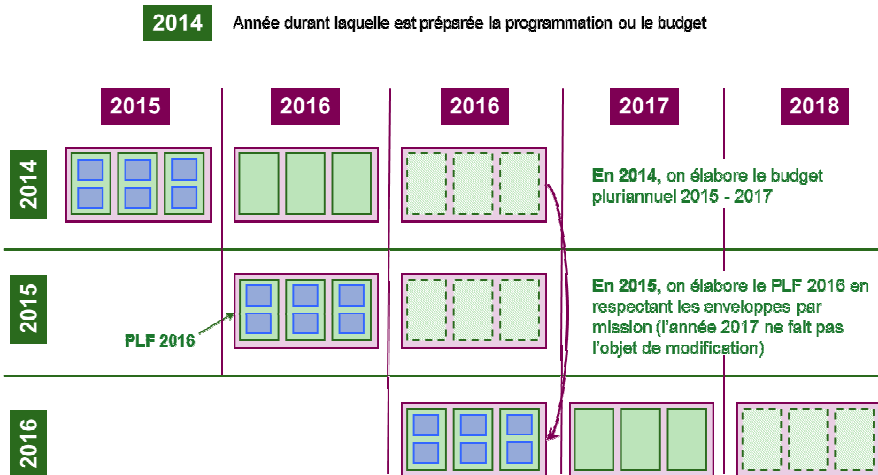 2014 Année durant laquelle est préparée la programmation ou le budget
2015 2016 2016 2017 2018
2014
En 2014, on élabore le budget
pluriannuel 2015 - 2017
2015
En 2015, on élabore le PLF 2016 en
respectant les enveloppes par
mission (l'année 2017 ne fait pas
l'objet de modification)
PLF 2016
2016